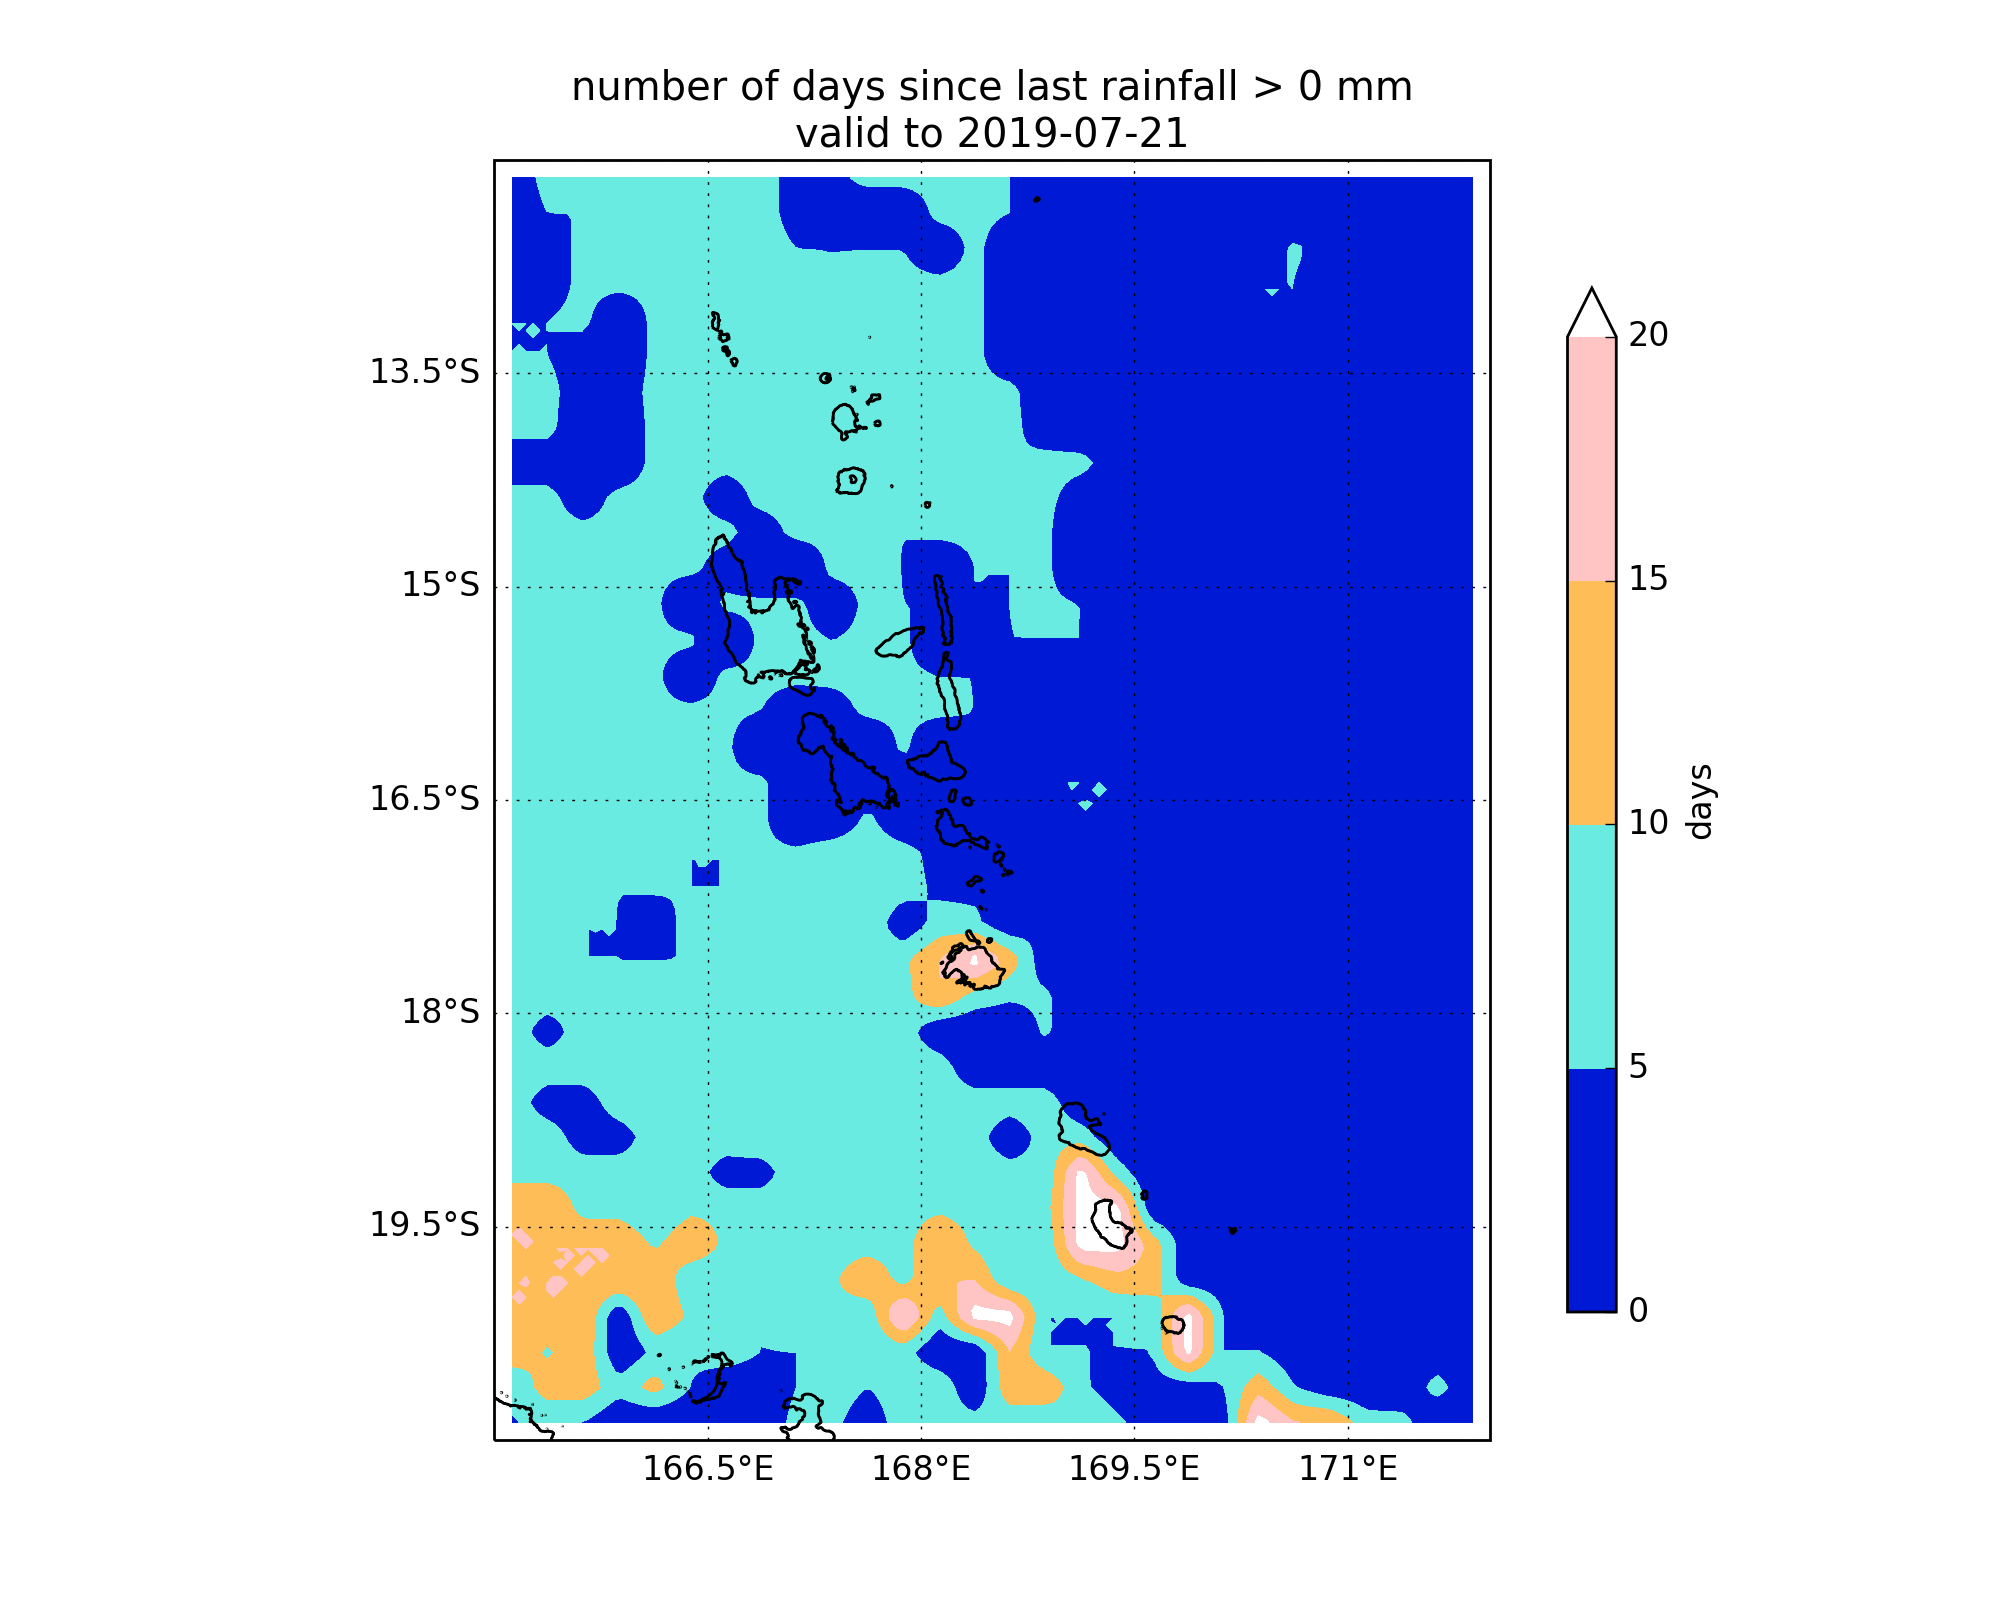 number of days since last rainfall > 0 mm
valid to 2019-07-21
13.5°S
15°S
16.5°S
18°S
19.5°S
166.5°E
168°E
169.5°E
171°E
20
15
10
5
0
days